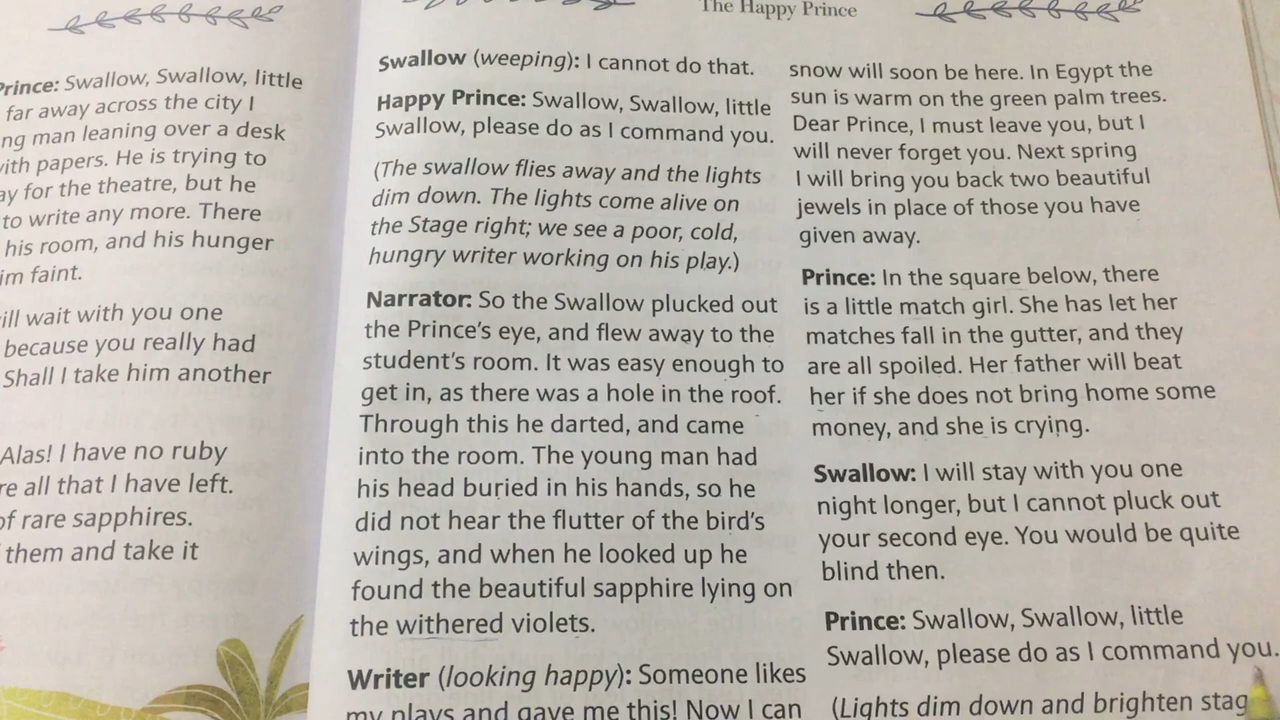 The Happy Prince
Prince: Swallow, Swallow, little
far away across the city I
man leaning over a desk
with papers. He is trying to
for the theatre, but he
to write any more. There
his room, and his hunger
faint.
will wait with you one
because you really had
Shall I take him another
Alas! I have no ruby
all that I have left.
of rare sapphires.
them and take it
Swallow (weeping): I cannot do that.
Happy Prince: Swallow, Swallow, little
Swallow, please do as I command you.
(The swallow flies away and the lights
dim down. The lights come alive on
the Stage right; we see a poor, cold,
hungry writer working on his play.)
Narrator: So the Swallow plucked out
the Prince's eye, and flew away to the
student's room. It was easy enough to
get in, as there was a hole in the roof.
Through this he darted, and came
into the room. The young man had
his head buried in his hands, so he
did not hear the flutter of the bird's
wings, and when he looked up he
found the beautiful sapphire lying on
the withered violets.
Writer (looking happy): Someone likes
my plays and gave me this! Now I can
snow will soon be here. In Egypt the
sun is warm on the green palm trees.
Dear Prince, I must leave you, but I
will never forget you. Next spring
I will bring you back two beautiful
jewels in place of those you have
given away.
Prince: In the square below, there
is a little match girl. She has let her
matches fall in the gutter, and they
are all spoiled. Her father will beat
her if she does not bring home some
money, and she is crying.
Swallow: I will stay with you one
night longer, but I cannot pluck out
your second eye. You would be quite
blind then.
Prince: Swallow, Swallow, little
Swallow, please do as I command you.
(Lights dim down and brighten